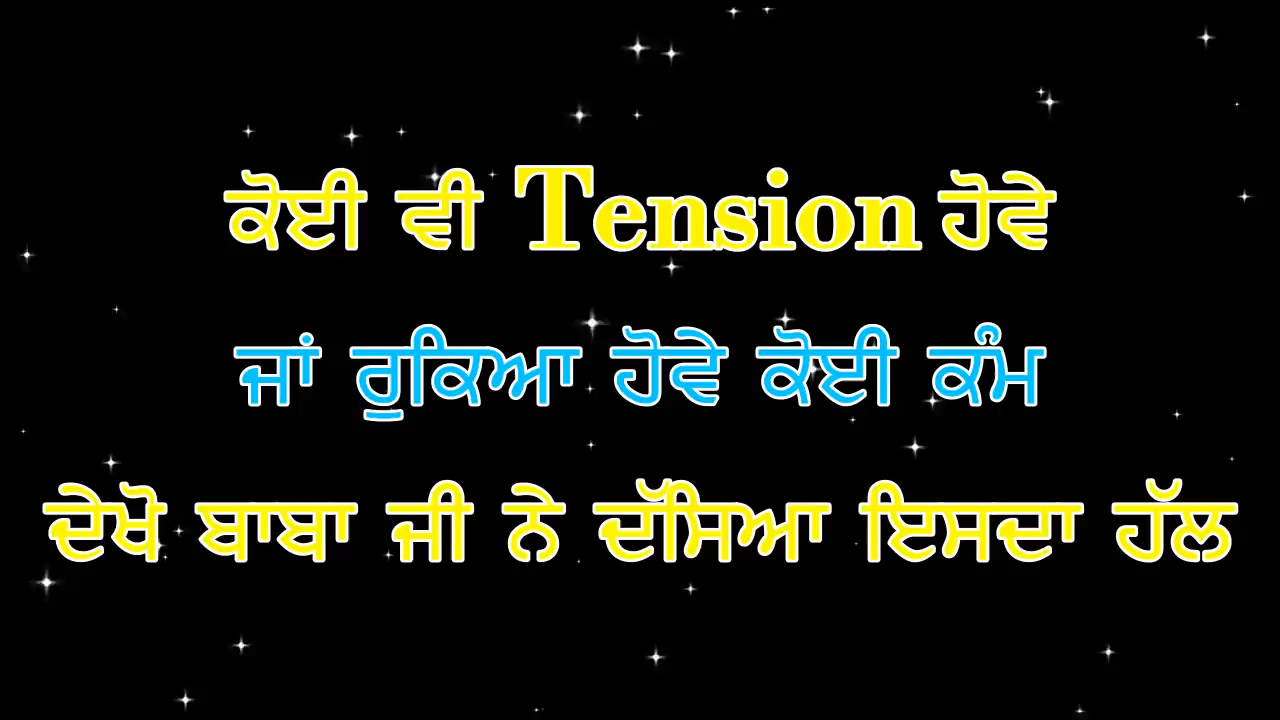 ਕੋਈ ਵੀ Tension ਹੋਵੇ
ਜਾਂ ਰੁਕਿਆ ਹੋਵੇ ਕੋਈ ਕੰਮ
ਦੇਖੋ ਬਾਬਾ ਜੀ ਨੇ ਦੱਸਿਆ ਇਸਦਾ ਹੱਲ